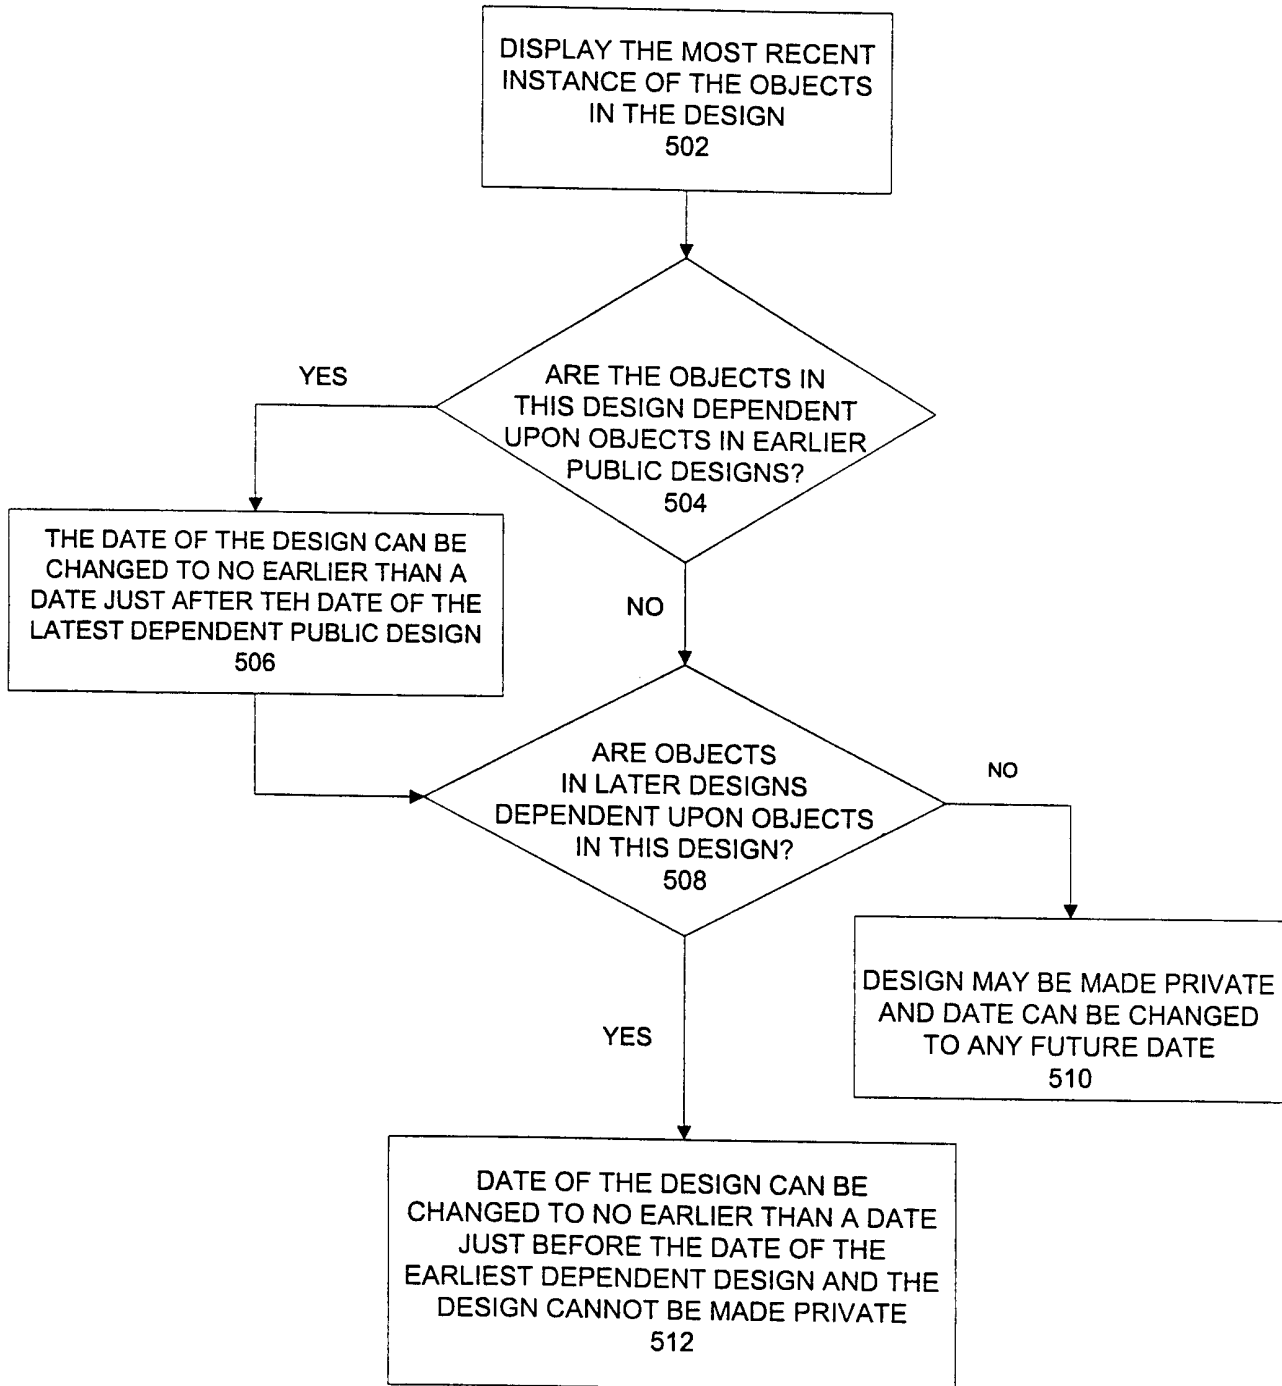 DISPLAY THE MOST RECENT
INSTANCE OF THE OBJECTS
IN THE DESIGN
502
YES
ARE THE OBJECTS IN
THIS DESIGN DEPENDENT
UPON OBJECTS IN EARLIER
PUBLIC DESIGNS?
504
THE DATE OF THE DESIGN CAN BE
CHANGED TO NO EARLIER THAN A
DATE JUST AFTER TEH DATE OF THE
LATEST DEPENDENT PUBLIC DESIGN
506
NO
ARE OBJECTS
IN LATER DESIGNS
DEPENDENT UPON OBJECTS
IN THIS DESIGN?
508
NO
DESIGN MAY BE MADE PRIVATE
AND DATE CAN BE CHANGED
TO ANY FUTURE DATE
510
YES
DATE OF THE DESIGN CAN BE
CHANGED TO NO EARLIER THAN A DATE
JUST BEFORE THE DATE OF THE
EARLIEST DEPENDENT DESIGN AND THE
DESIGN CANNOT BE MADE PRIVATE
512